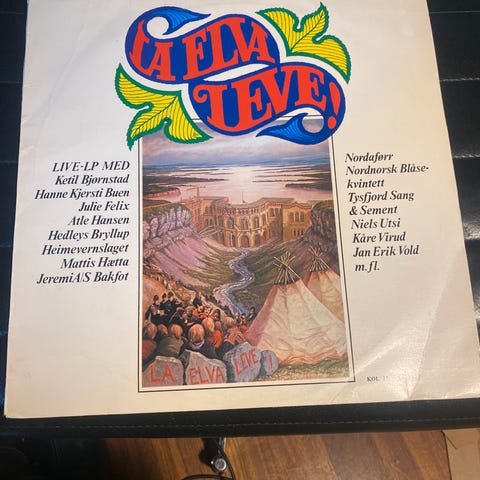 LA ELVA
LEVE!
LIVE-LP MED
Ketil Bjørnstad
Hanne Kjersti Buen
Julie Felix
Atle Hansen
Hedleys Bryllup
Heimevernslaget
Mattis Hætta
JeremiA/S Bakfot
Nordaførr
Nordnorsk Blåse-
kvintett
Tysfjord Sang
& Sement
Niels Utsi
Kåre Virud
Jan Erik Vold
m. fl.
LA ELVA LEVE
KOL